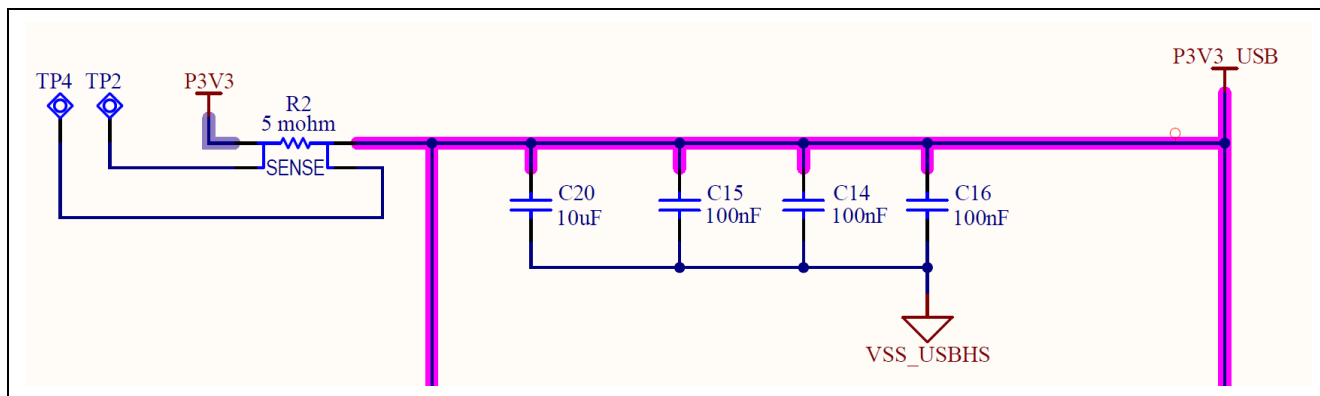 TP4 TP2
P3V3
R2
5 mohm
SENSE
P3V3_USB
C20
10uF
C15
100nF
C14
100nF
C16
100nF
VSS_USBHS